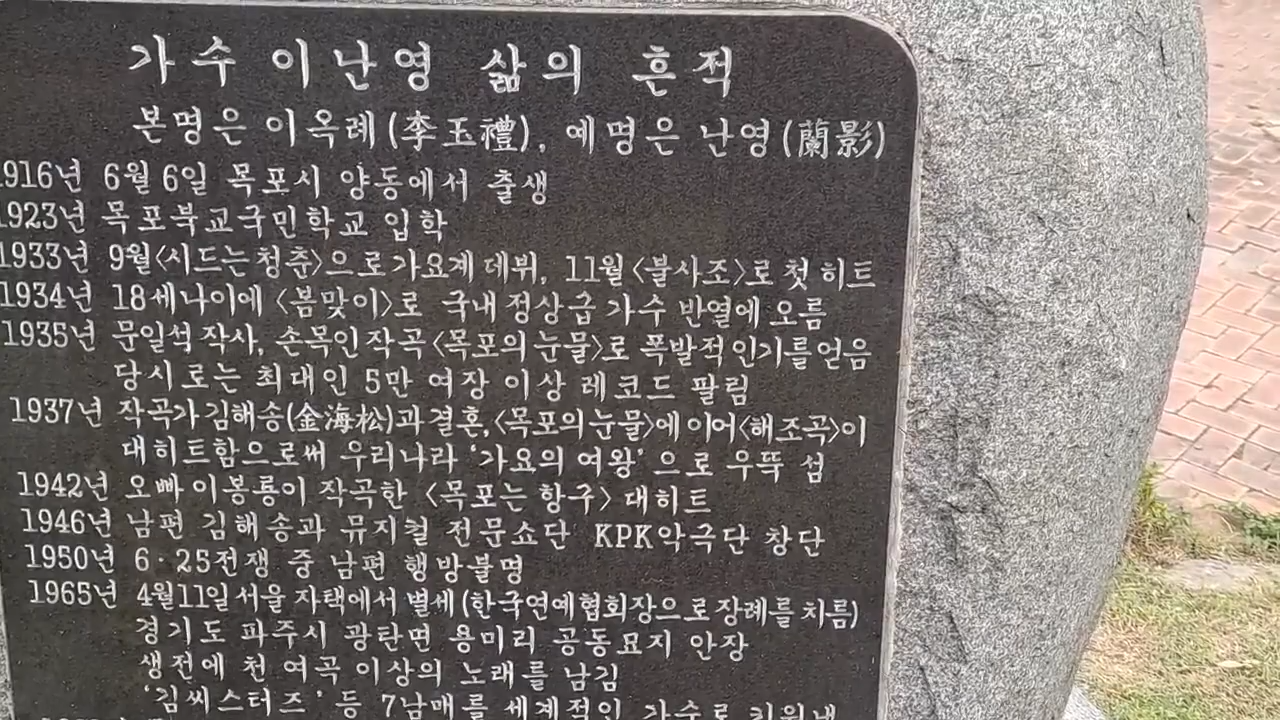 가수 이난영 삶의 흔적
본명은 이옥례(李玉禮), 예명은 난영(蘭影)
1916년 6월 6일 목포시 양동에서 출생
1923년 목포북교국민학교 입학
1933년 9월〈시드는 청춘〉으로 가요계 데뷔, 11월〈불사조〉로 첫 히트
1934년 18세나이에 〈봄맞이〉로 국내 정상급 가수 반열에 오름
1935년 문일석 작사, 손목인 작곡〈목포의 눈물〉로 폭발적 인기를 얻음
당시로는 최대인 5만 여장 이상 레코드 팔림
1937년 작곡가 김해송(金海松)과 결혼,〈목포의 눈물〉에 이어〈해조곡〉이
대히트함으로써 우리나라 '가요의 여왕'으로 우뚝 섬
1942년 오빠 이봉룡이 작곡한 〈목포는 항구〉 대히트
1946년 남편 김해송과 뮤지컬 전문쇼단 KPK악극단 창단
1950년 6·25전쟁 중 남편 행방불명
1965년 4월11일 서울 자택에서 별세(한국연예협회장으로 장례를 치름)
경기도 파주시 광탄면 용미리 공동묘지 안장
생전에 천 여곡 이상의 노래를 남김
'김씨스터즈' 등 7남매를 세계적인 가수로 키워냄